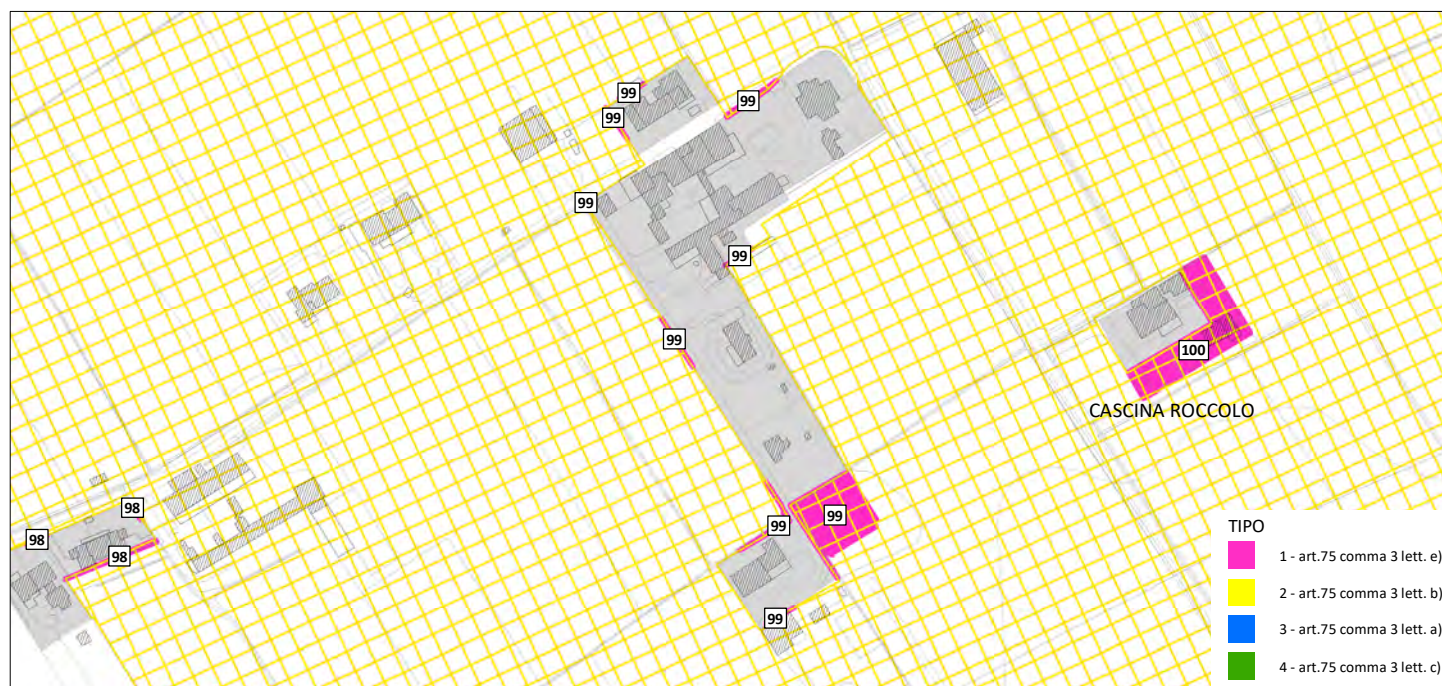 99
99
99
99
99
99
100
CASCINA ROCCOLO
98
98
98
99
99
99
TIPO
1 - art.75 comma 3 lett. e)
2 - art.75 comma 3 lett. b)
3 - art.75 comma 3 lett. a)
4 - art.75 comma 3 lett. c)